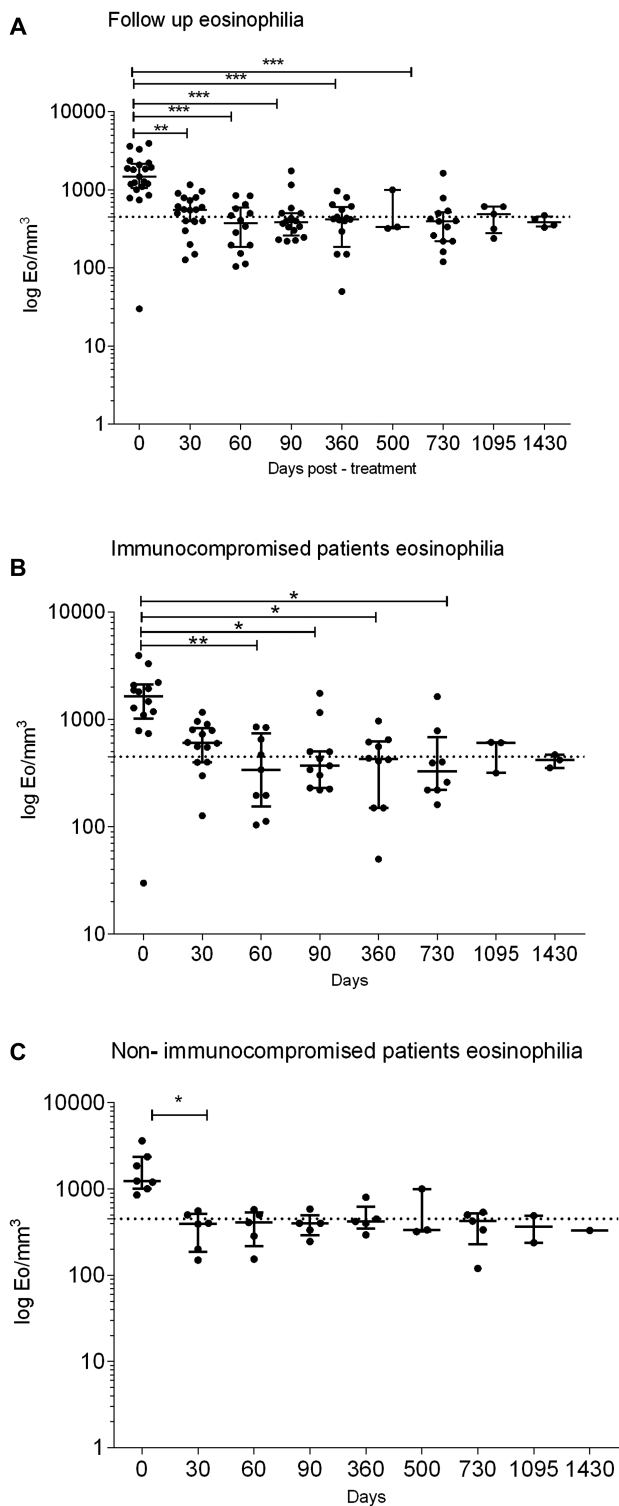 A
Follow up eosinophilia
***
***
***
***
**
10000
1000
100
10
1
log Eo/mm³
0 30 60 90 360 500 730 1095 1430
Days post - treatment
B
Immunocompromised patients eosinophilia
*
*
*
**
10000
1000
100
10
log Eo/mm³
0 30 60 90 360 730 1095 1430
Days
C
Non- immunocompromised patients eosinophilia
*
10000
1000
100
10
1
log Eo/mm³
0 30 60 90 360 500 730 1095 1430
Days